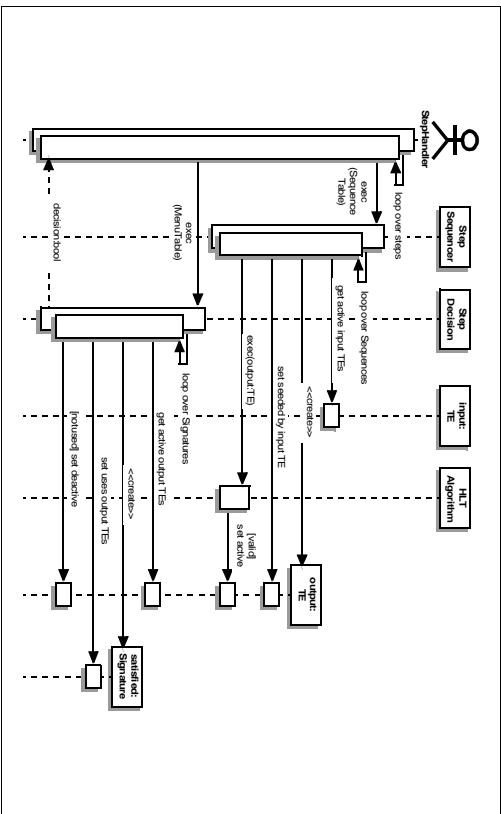 StepHandler
Step
Sequencer
Step
Decision
input:
TE
HLT
Algorithm
loop over steps
exec
(Sequence
Table)
loop over Sequences
get active input TEs
<<create>>
output:
TE
set seeded by input TE
exec(output:TE)
[valid]
set active
exec
(MenuTable)
loop over Signatures
get active output TEs
<<create>>
satisfied:
Signature
set uses output TEs
[notused] set deactive
decision:bool